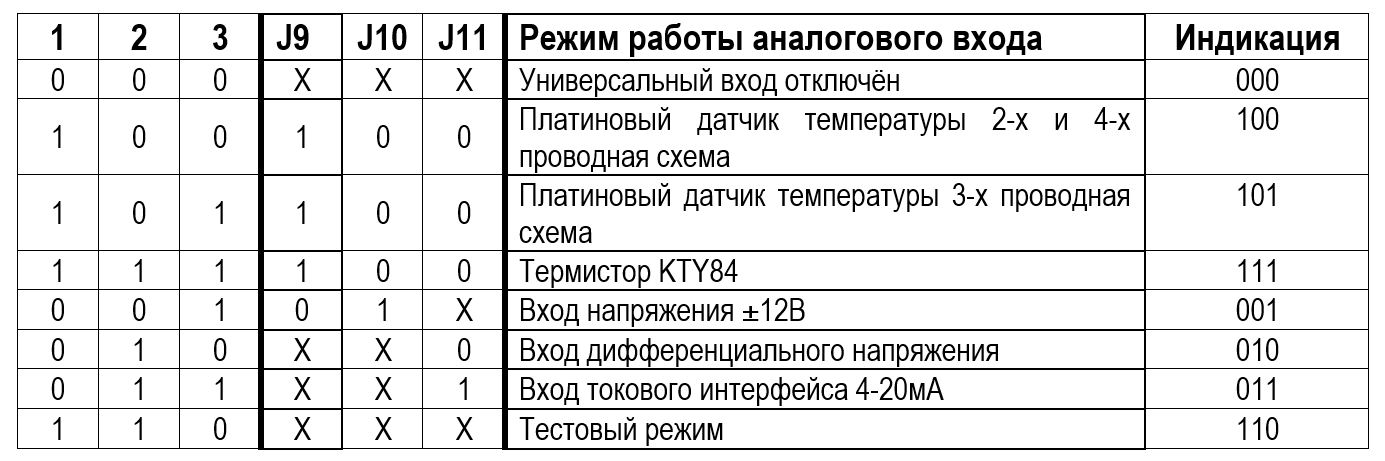 1 2 3 J9 J10 J11 Режим работы аналогового входа Индикация
0 0 0 X X X Универсальный вход отключён 000
1 0 0 1 0 0 Платиновый датчик температуры 2-х и 4-х 100
проводная схема
1 0 1 1 0 0 Платиновый датчик температуры 3-х проводная 101
схема
1 1 1 1 0 0 Термистор KTY84 111
0 0 1 0 1 X Вход напряжения ±12В 001
0 1 0 X X 0 Вход дифференциального напряжения 010
0 1 1 X X 1 Вход токового интерфейса 4-20мА 011
1 1 0 X X X Тестовый режим 110